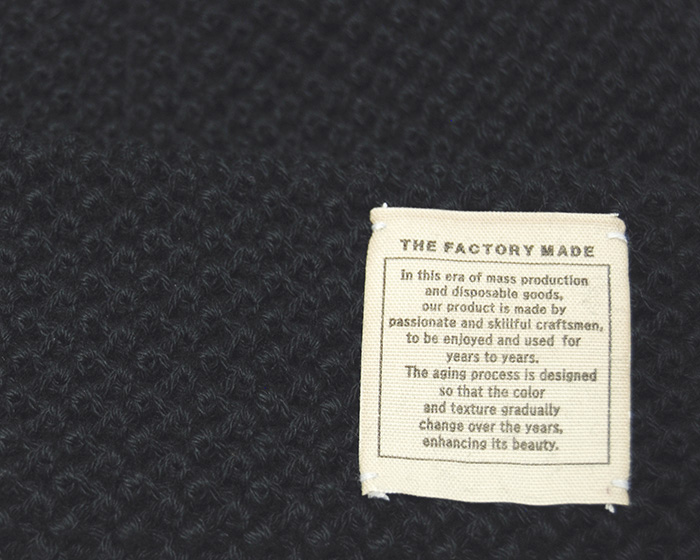 THE FACTORY MADE
In this era of mass production
and disposable goods,
our product is made by
passionate and skillful craftsmen,
to be enjoyed and used for
years to years.
The aging process is designed
so that the color
and texture gradually
change over the years,
enhancing its beauty.